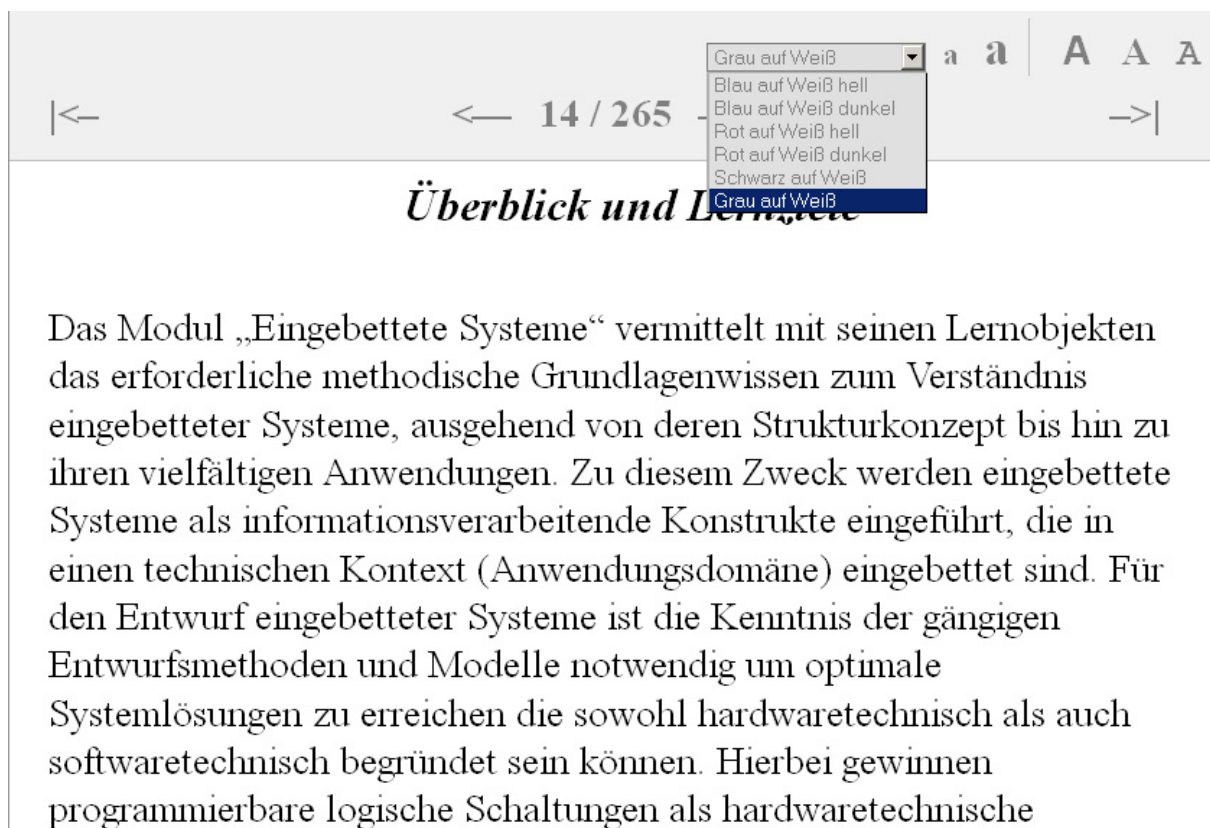 Grau auf Weiß a a A A A
Blau auf Weiß hell
Blau auf Weiß dunkel
Rot auf Weiß hell
Rot auf Weiß dunkel
Schwarz auf Weiß
Grau auf Weiß
|<– <— 14 / 265 –>|
Überblick und Lernziele
Das Modul „Eingebettete Systeme“ vermittelt mit seinen Lernobjekten
das erforderliche methodische Grundlagenwissen zum Verständnis
eingebetteter Systeme, ausgehend von deren Strukturkonzept bis hin zu
ihren vielfältigen Anwendungen. Zu diesem Zweck werden eingebettete
Systeme als informationsverarbeitende Konstrukte eingeführt, die in
einen technischen Kontext (Anwendungsdomäne) eingebettet sind. Für
den Entwurf eingebetteter Systeme ist die Kenntnis der gängigen
Entwurfsmethoden und Modelle notwendig um optimale
Systemlösungen zu erreichen die sowohl hardwaretechnisch als auch
softwaretechnisch begründet sein können. Hierbei gewinnen
programmierbare logische Schaltungen als hardwaretechnische